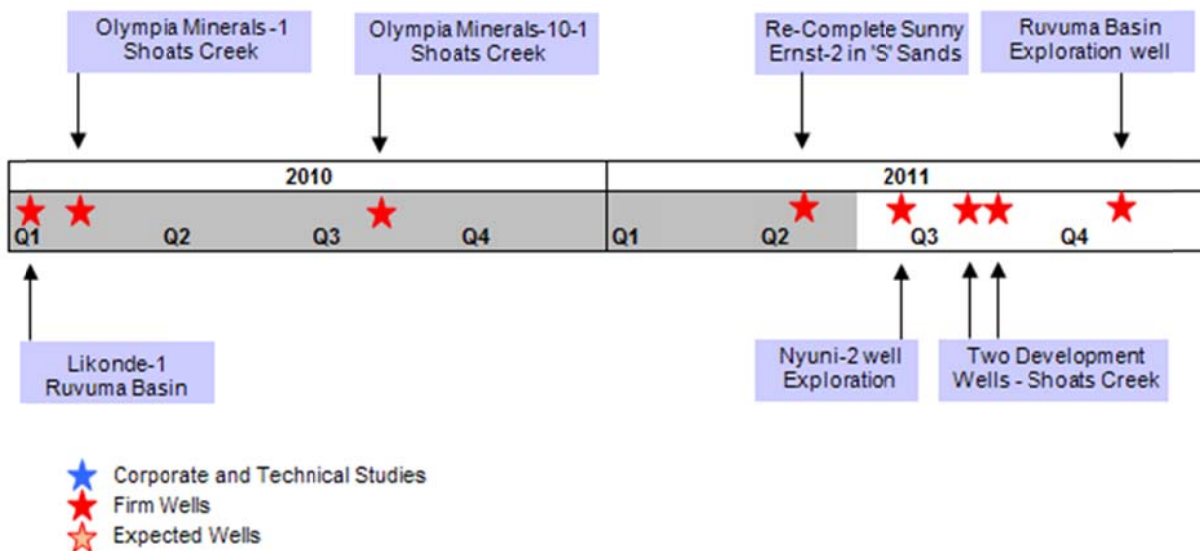 Olympia Minerals -1
Shoats Creek
Olympia Minerals-10-1
Shoats Creek
Re-Complete Sunny
Ernst-2 in 'S' Sands
Ruvuma Basin
Exploration well
2010
2011
Q1
Q2
Q3
Q4
Q1
Q2
Q3
Q4
Likonde-1
Ruvuma Basin
Nyuni-2 well
Exploration
Two Development
Wells - Shoats Creek
Corporate and Technical Studies
Firm Wells
Expected Wells